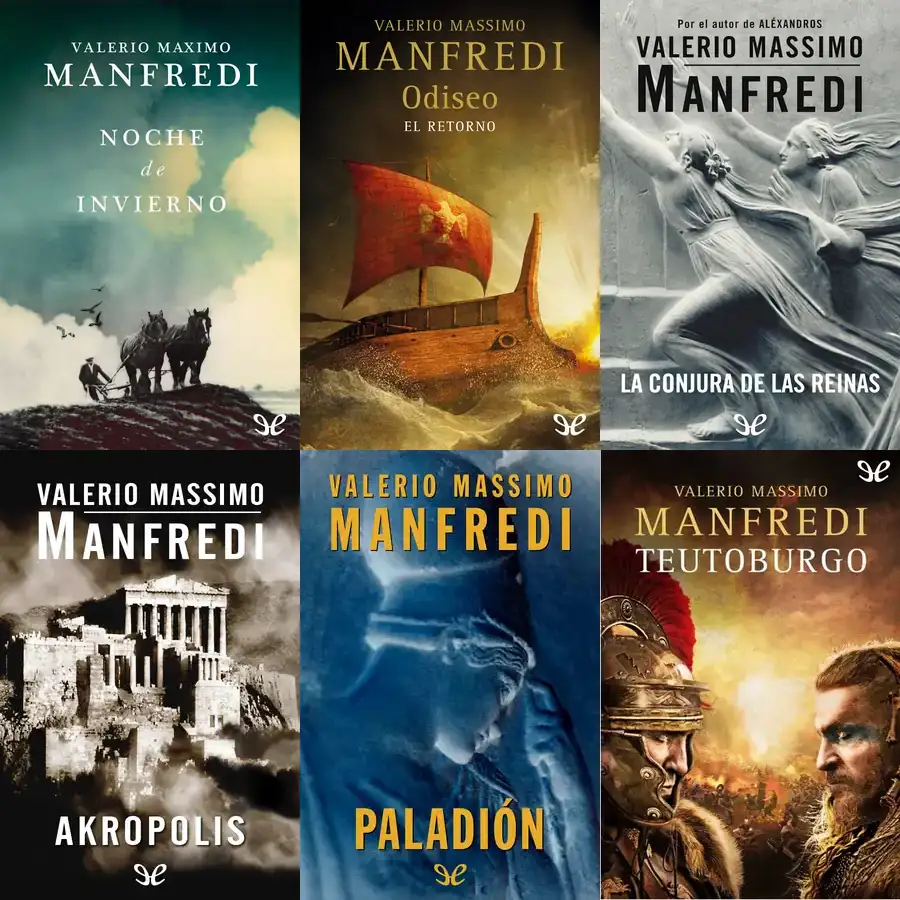 VALERIO MAXIMO
MANFREDI
NOCHE
de
INVIERNO
VALERIO MASSIMO
MANFREDI
Odiseo
EL RETORNO
Por el autor de ALÉXANDROS
VALERIO MASSIMO
MANFREDI
LA CONJURA DE LAS REINAS
VALERIO MASSIMO
MANFREDI
AKROPOLIS
VALERIO MASSIMO
MANFREDI
PALADIÓN
VALERIO MASSIMO
MANFREDI
TEUTOBURGO